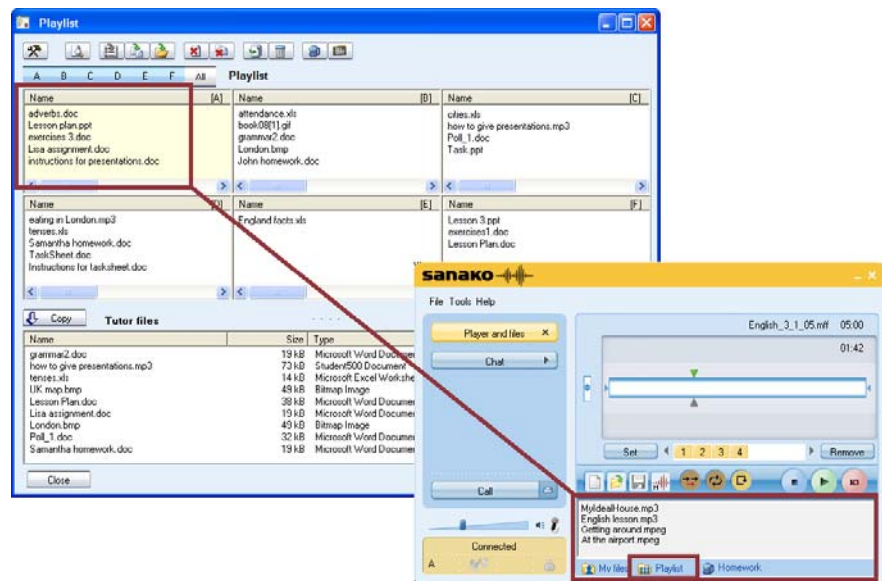 Playlist
A B C D E F All Playlist
Name [A]
adverbs.doc
Lesson plan.ppt
exercises 3.doc
Lisa assignment.doc
instructions for presentations.doc
Name [B]
attendance.xls
book08[1].gif
grammar2.doc
London.bmp
John homework.doc
Name [C]
cities.xls
how to give presentations.mp3
Poll_1.doc
Task.ppt
Name [D]
eating in London.mp3
tenses.xls
Samantha homework.doc
TaskSheet.doc
Instructions for tasksheet.doc
Name [E]
England facts.xls
Name [F]
Lesson 3.ppt
exercises1.doc
Lesson Plan.doc
Copy Tutor files
Name Size Type
grammar2.doc 19 kB Microsoft Word Docume
how to give presentations.mp3 73 kB Student500 Document
tenses.xls 14 kB Microsoft Excel Workshe
UK map.bmp 49 kB Bitmap Image
Lesson Plan.doc 38 kB Microsoft Word Docume
Lisa assignment.doc 19 kB Microsoft Word Docume
London.bmp 49 kB Bitmap Image
Poll_1.doc 32 kB Microsoft Word Docume
Samantha homework.doc 19 kB Microsoft Word Docume
Close
sanako
File Tools Help
Player and files
Chat
Call
Connected
A
English_3_1_05.mff 05:00
01:42
Set 1 2 3 4 Remove
MyIdealHouse.mp3
English lesson.mp3
Getting around.mpeg
At the airport.mpeg
My files Playlist Homework